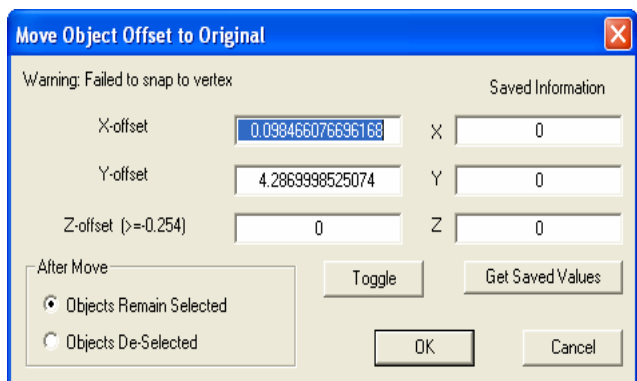 Move Object Offset to Original
Warning: Failed to snap to vertex
Saved Information
X-offset 0.098466076696168 X 0
Y-offset 4.2869998525074 Y 0
Z-offset (>=-0.254) 0 Z 0
After Move Toggle Get Saved Values
Objects Remain Selected
Objects De-Selected OK Cancel